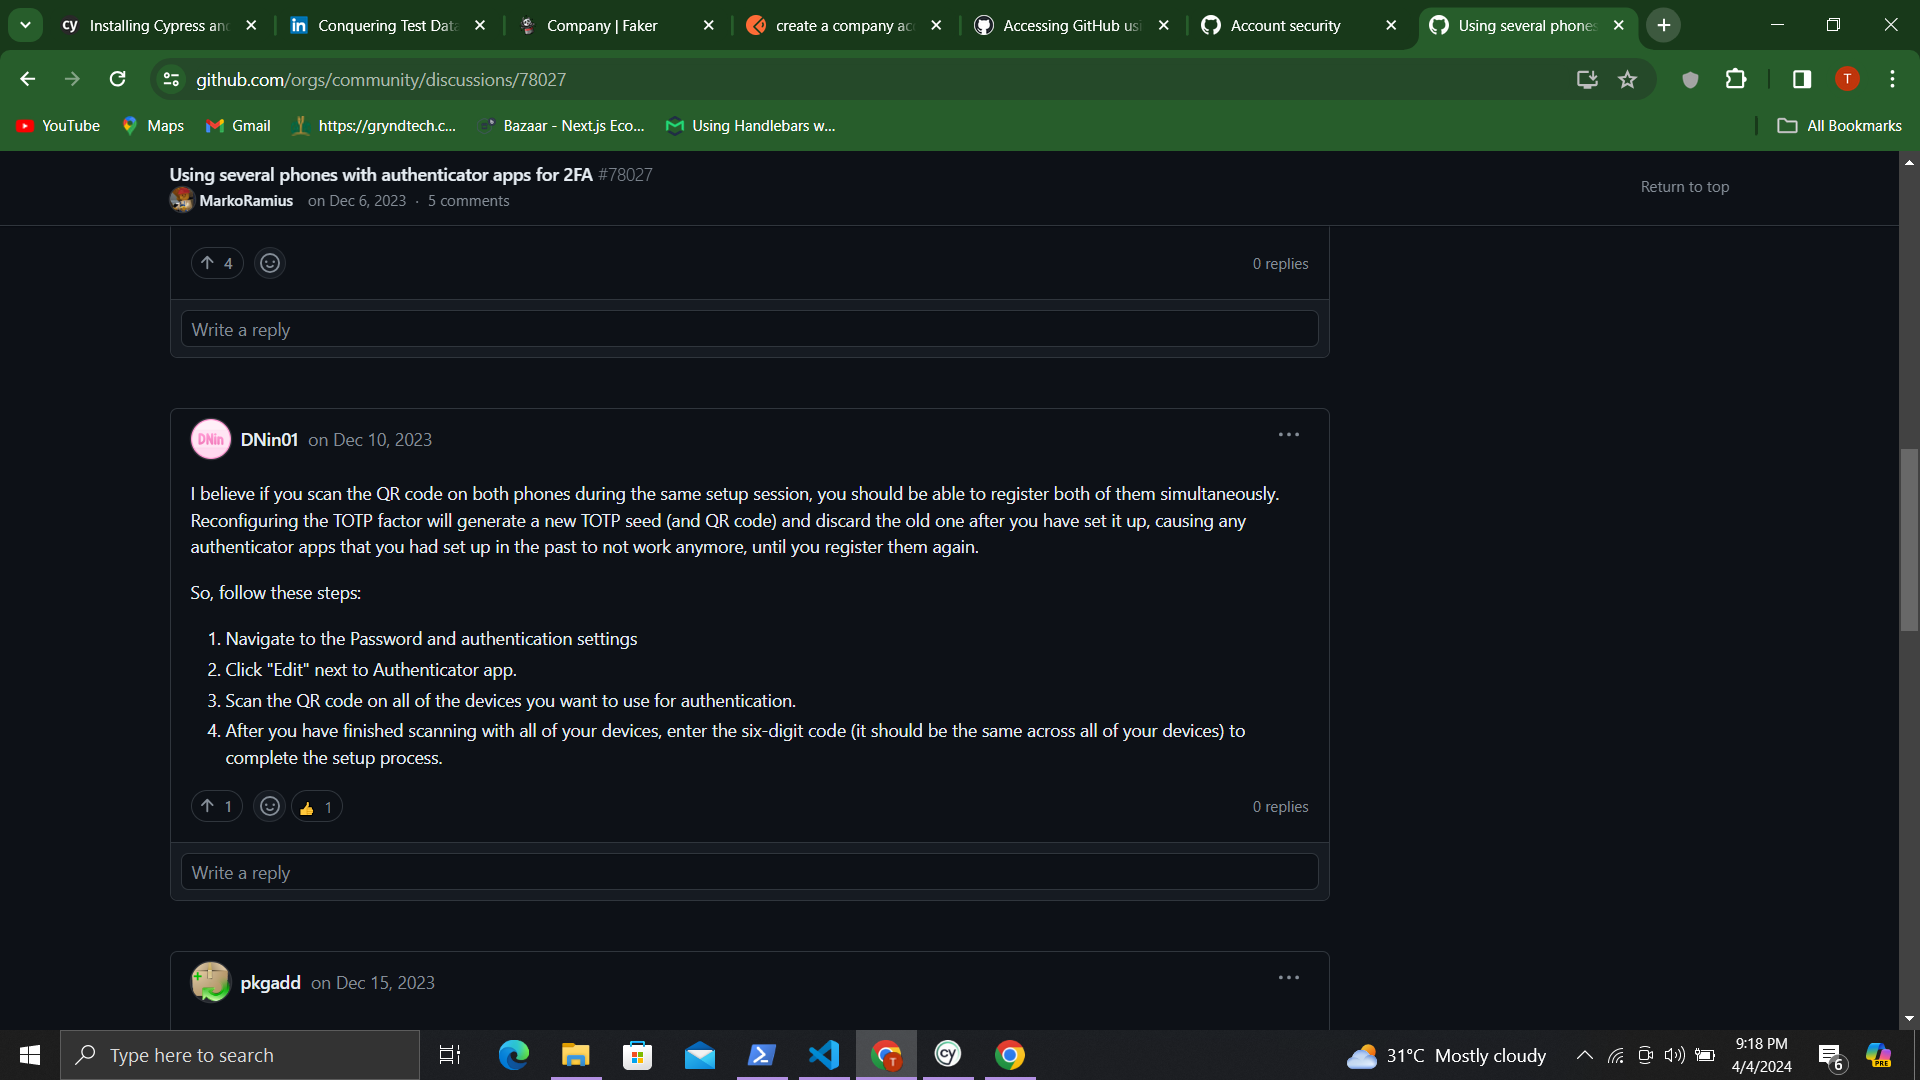 Installing Cypress an
Conquering Test Data
Company | Faker
create a company ac
Accessing GitHub us
Account security
Using several phones
github.com/orgs/community/discussions/78027
T
YouTube
Maps
Gmail
https://gryndtech.c...
Bazaar - Next.js Eco...
Using Handlebars w...
All Bookmarks
Using several phones with authenticator apps for 2FA #78027
MarkoRamius on Dec 6, 2023 · 5 comments
Return to top
4
0 replies
Write a reply
DNin
DNin01 on Dec 10, 2023
I believe if you scan the QR code on both phones during the same setup session, you should be able to register both of them simultaneously.
Reconfiguring the TOTP factor will generate a new TOTP seed (and QR code) and discard the old one after you have set it up, causing any
authenticator apps that you had set up in the past to not work anymore, until you register them again.
So, follow these steps:
1. Navigate to the Password and authentication settings
2. Click "Edit" next to Authenticator app.
3. Scan the QR code on all of the devices you want to use for authentication.
4. After you have finished scanning with all of your devices, enter the six-digit code (it should be the same across all of your devices) to
complete the setup process.
1
👍 1
0 replies
Write a reply
pkgadd on Dec 15, 2023
Type here to search
31°C Mostly cloudy
9:18 PM
4/4/2024
6
PRE